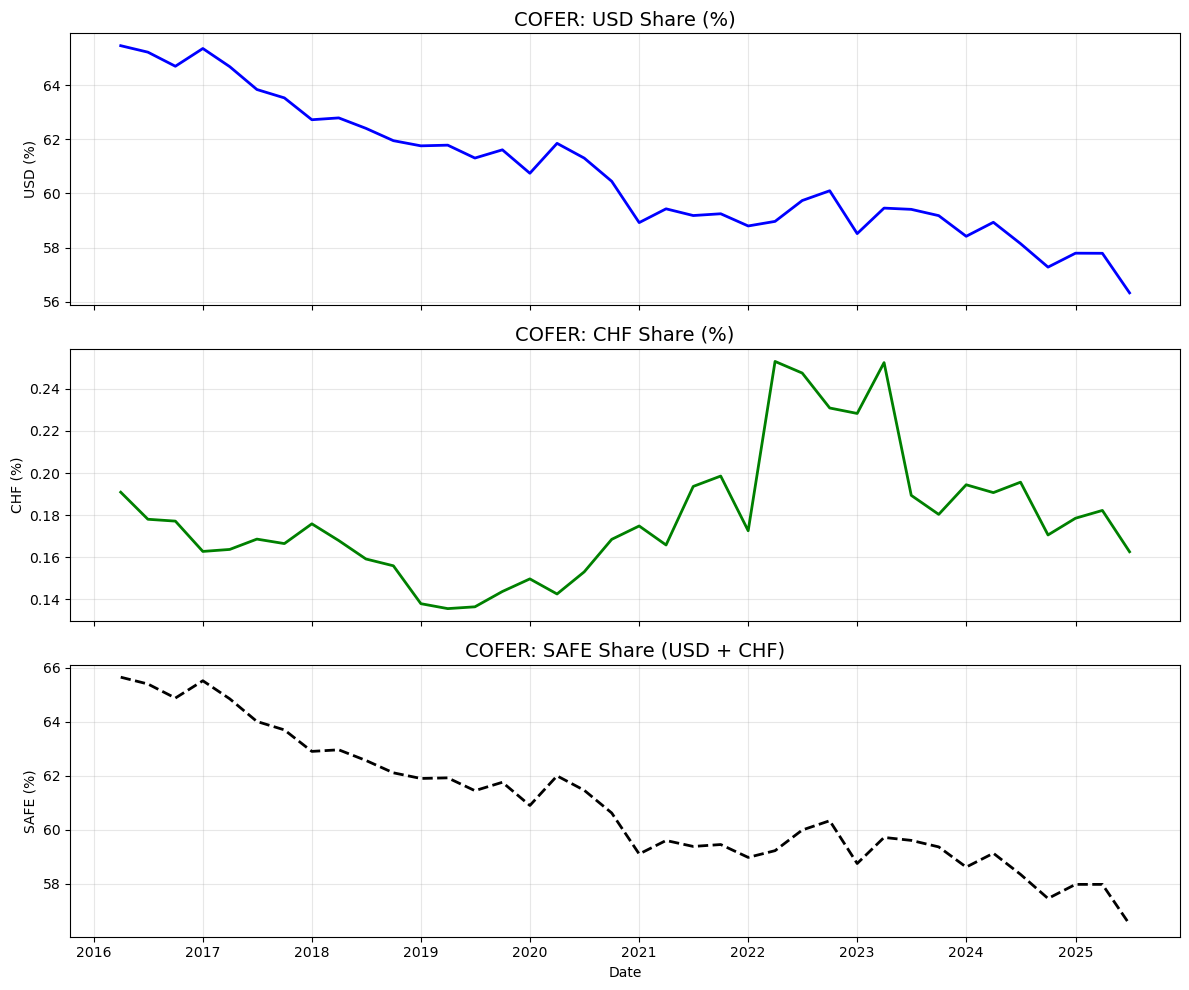 COFER: USD Share (%)
USD (%)
64
62
60
58
56
COFER: CHF Share (%)
CHF (%)
0.24
0.22
0.20
0.18
0.16
0.14
COFER: SAFE Share (USD + CHF)
SAFE (%)
66
64
62
60
58
2016 2017 2018 2019 2020 2021 2022 2023 2024 2025
Date